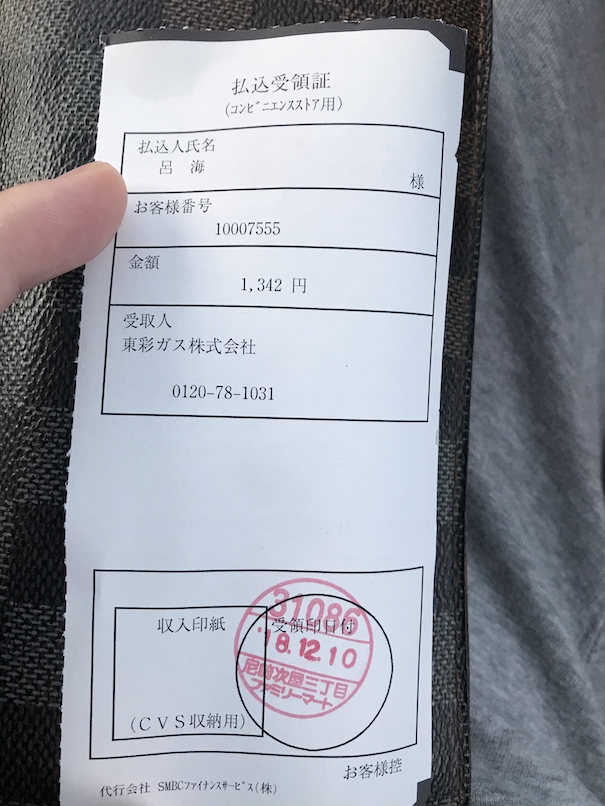 払込受領証
(コンビニエンスストア用)
払込人氏名
呂 海
様
お客様番号
10007555
金額
1,342 円
受取人
東彩ガス株式会社
0120-78-1031
収入印紙
(CVS収納用)
受領印日付
31086
'18.12.10
尼崎次屋三丁目
ファミリーマート
お客様控
代行会社 SMBCファイナンスサービス(株)